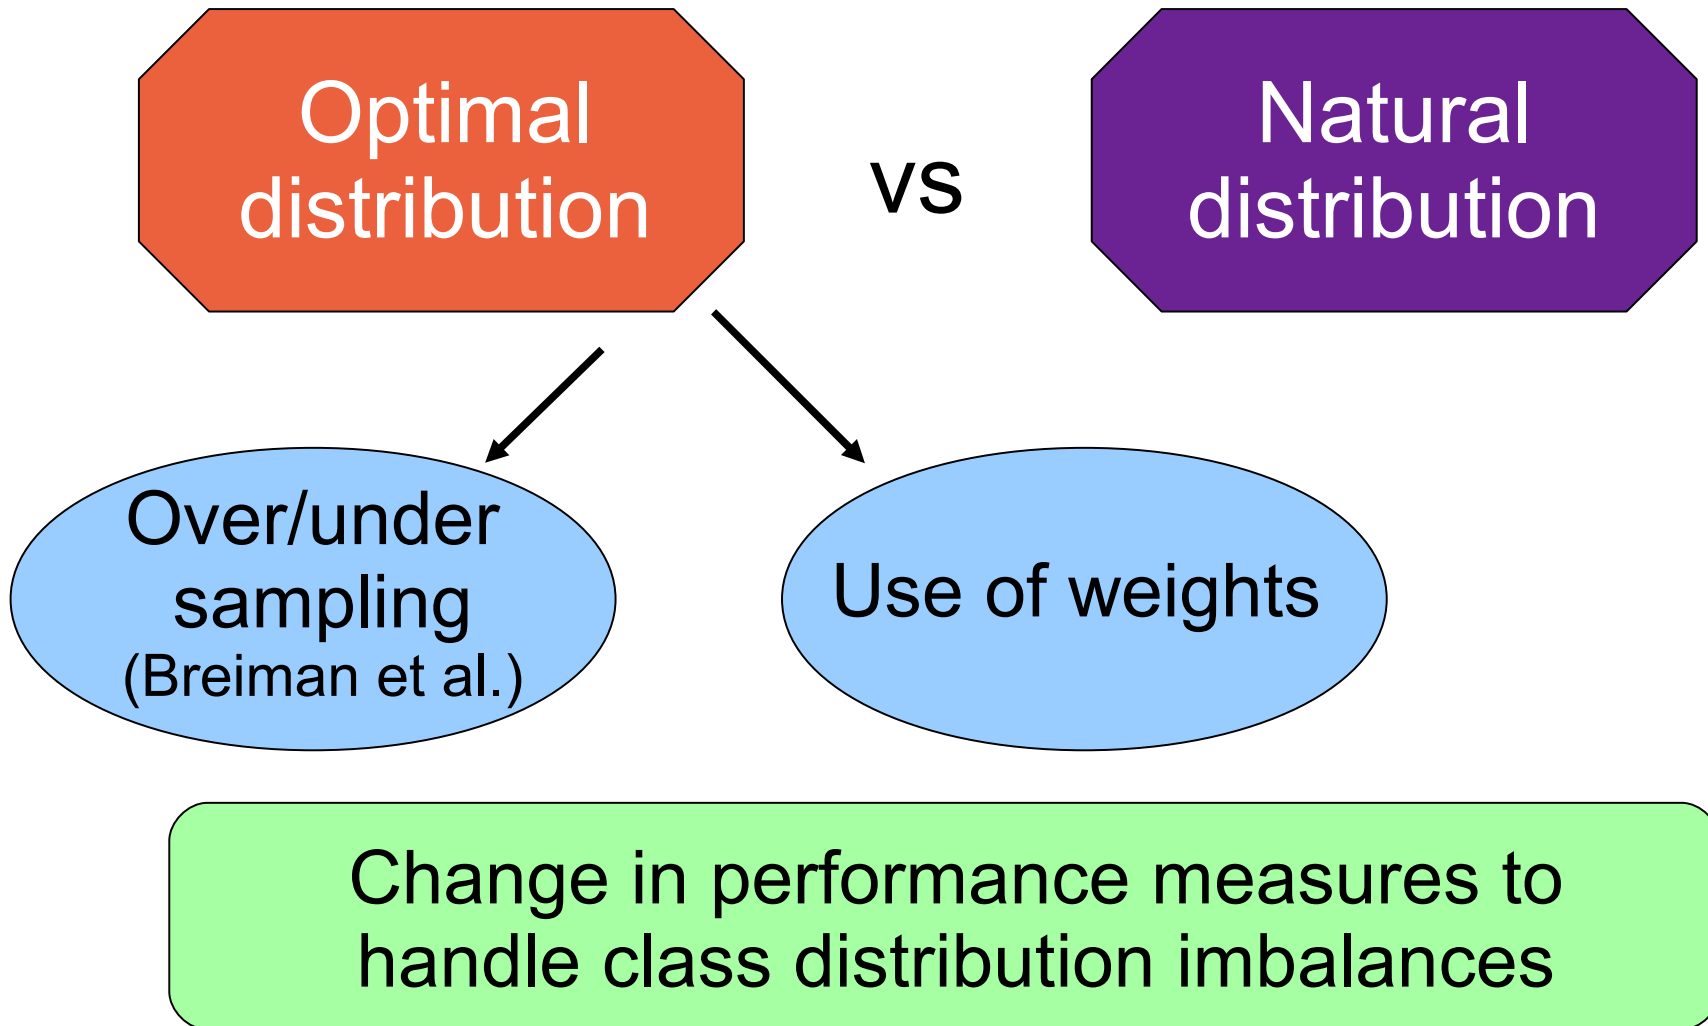 Optimal
distribution
vs
Natural
distribution
Over/under
sampling
(Breiman et al.)
Use of weights
Change in performance measures to
handle class distribution imbalances